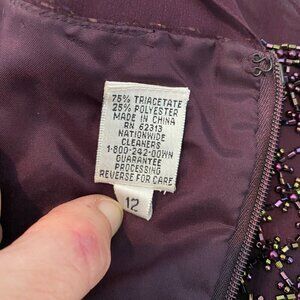 75% TRIACETATE
25% POLYESTER
MADE IN CHINA
RN 62313
NATIONWIDE
CLEANERS
1-800-242-DOWN
GUARANTEE
PROCESSING
REVERSE FOR CARE
12